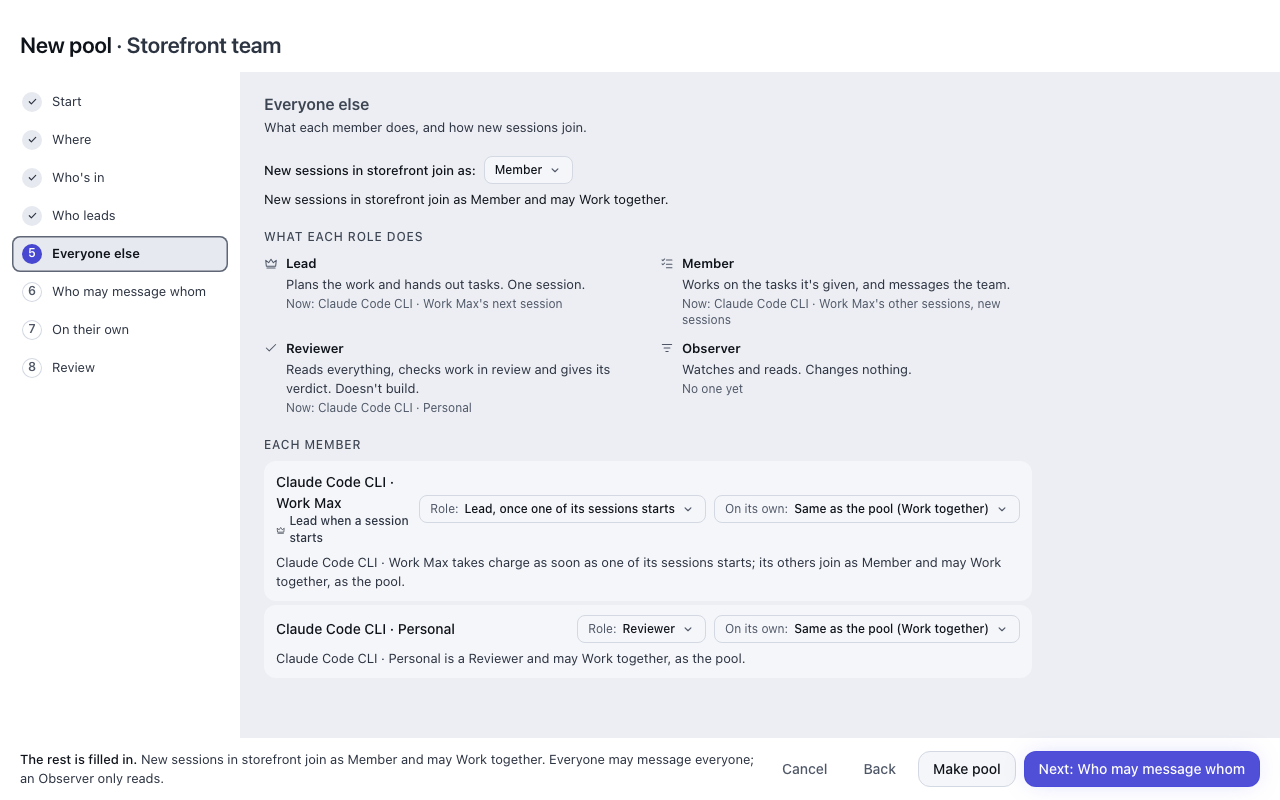 New pool · Storefront team
Start
Where
Who's in
Who leads
5 Everyone else
6 Who may message whom
7 On their own
8 Review
Everyone else
What each member does, and how new sessions join.
New sessions in storefront join as: Member
New sessions in storefront join as Member and may Work together.
WHAT EACH ROLE DOES
Lead
Plans the work and hands out tasks. One session.
Now: Claude Code CLI · Work Max's next session
Member
Works on the tasks it's given, and messages the team.
Now: Claude Code CLI · Work Max's other sessions, new
sessions
Reviewer
Reads everything, checks work in review and gives its
verdict. Doesn't build.
Now: Claude Code CLI · Personal
Observer
Watches and reads. Changes nothing.
No one yet
EACH MEMBER
Claude Code CLI ·
Work Max
Lead when a session
starts
Role: Lead, once one of its sessions starts
On its own: Same as the pool (Work together)
Claude Code CLI · Work Max takes charge as soon as one of its sessions starts; its others join as Member and may Work
together, as the pool.
Claude Code CLI · Personal
Role: Reviewer
On its own: Same as the pool (Work together)
Claude Code CLI · Personal is a Reviewer and may Work together, as the pool.
The rest is filled in. New sessions in storefront join as Member and may Work together. Everyone may message everyone;
an Observer only reads.
Cancel
Back
Make pool
Next: Who may message whom